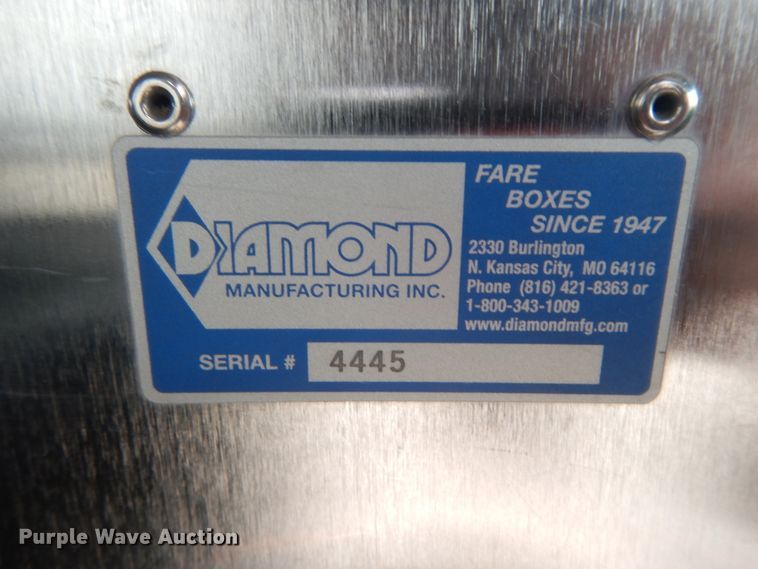 DIAMOND
MANUFACTURING INC.
FARE
BOXES
SINCE 1947
2330 Burlington
N. Kansas City, MO 64116
Phone (816) 421-8363 or
1-800-343-1009
www.diamondmfg.com
SERIAL # 4445
Purple Wave Auction